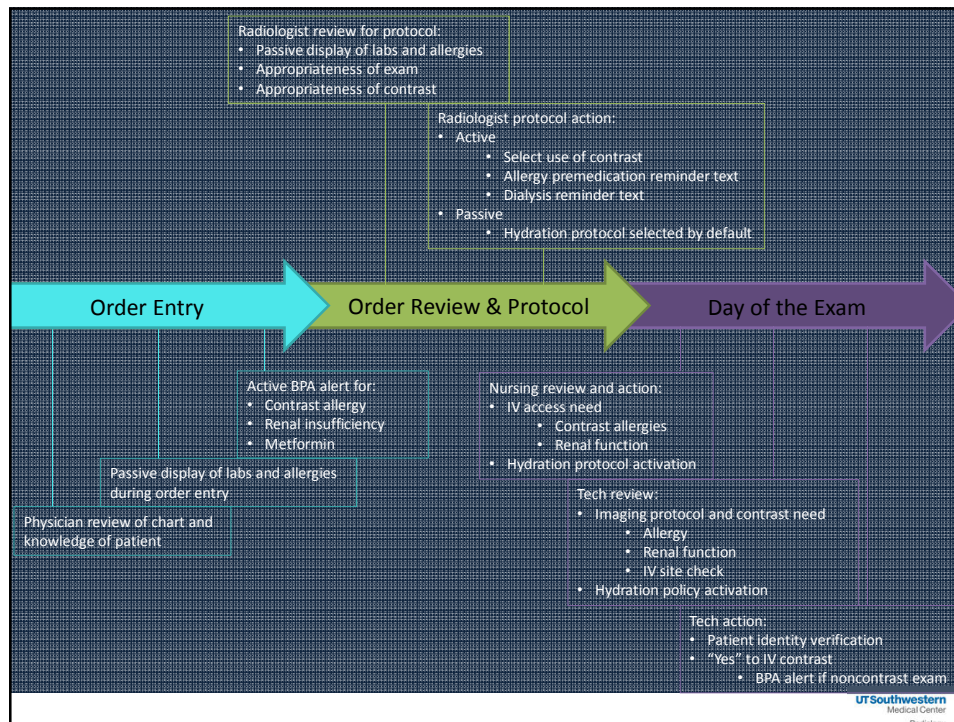 Radiologist review for protocol:
• Passive display of labs and allergies
• Appropriateness of exam
• Appropriateness of contrast
Radiologist protocol action:
• Active
• Select use of contrast
• Allergy premedication reminder text
• Dialysis reminder text
• Passive
• Hydration protocol selected by default
Order Entry
Order Review & Protocol
Day of the Exam
Active BPA alert for:
• Contrast allergy
• Renal insufficiency
• Metformin
Passive display of labs and allergies
during order entry
Physician review of chart and
knowledge of patient
Nursing review and action:
• IV access need
• Contrast allergies
• Renal function
• Hydration protocol activation
Tech review:
• Imaging protocol and contrast need
• Allergy
• Renal function
• IV site check
• Hydration policy activation
Tech action:
• Patient identity verification
• “Yes” to IV contrast
• BPA alert if noncontrast exam
UTSouthwestern
Medical Center
Radiology